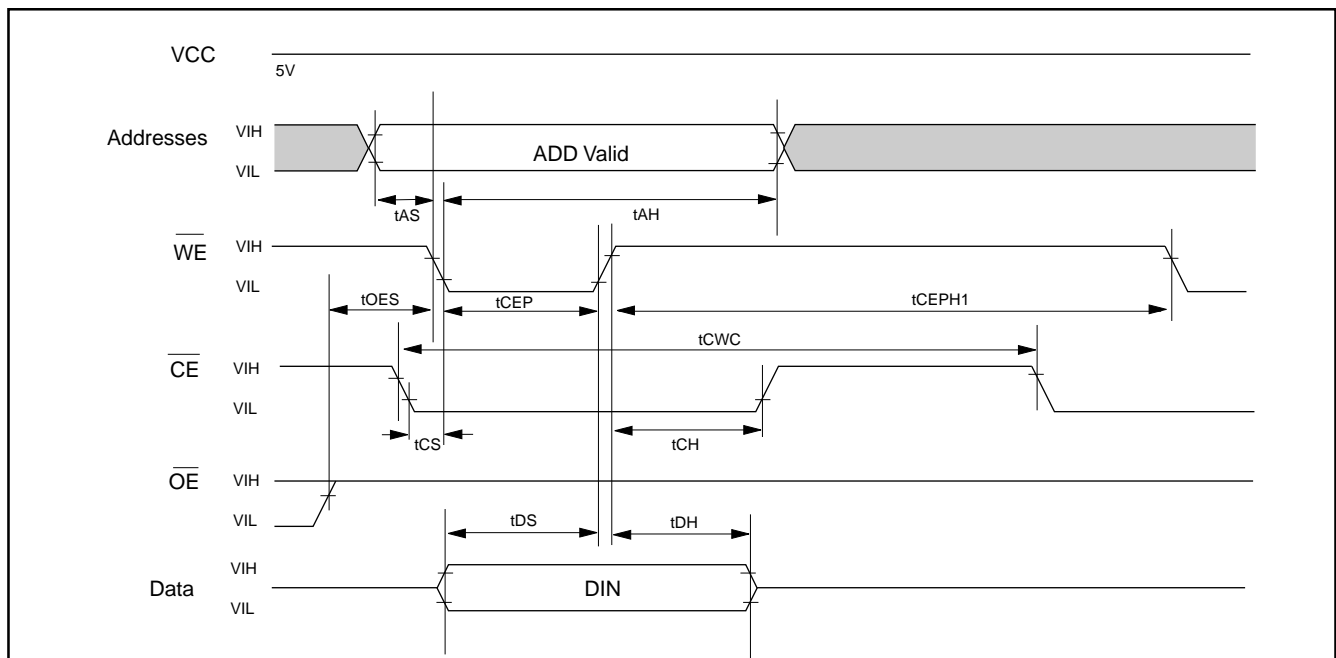 VCC
5V
Addresses
VIH
VIL
ADD Valid
tAS
tAH
WE
VIH
VIL
tOES
tCEP
tCEPH1
tCWC
CE
VIH
VIL
tCS
tCH
OE
VIH
VIL
tDS
tDH
Data
VIH
VIL
DIN